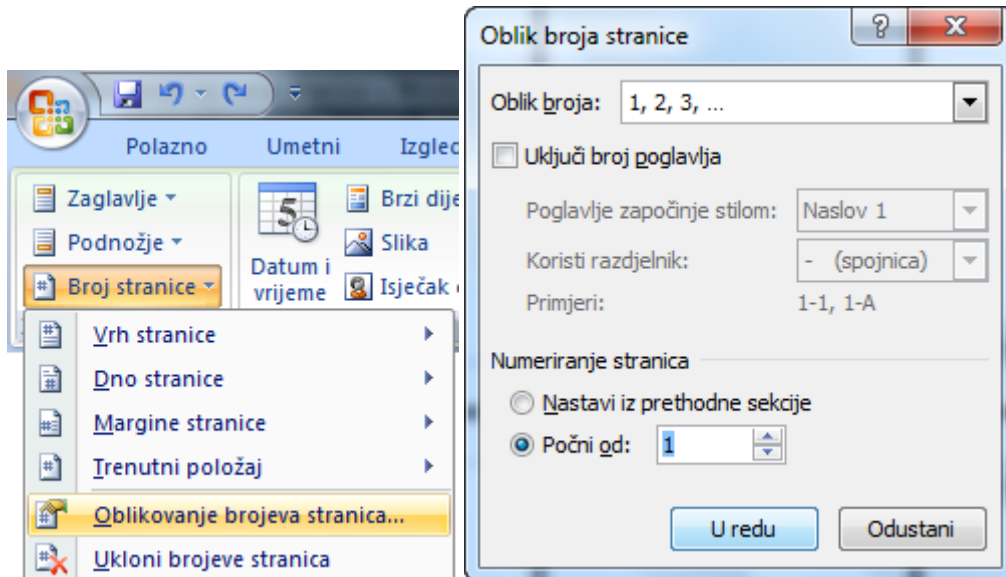 Polazno Umetni Izgled
Zaglavlje
Podnožje
Broj stranice
5
Datum i
vrijeme
Brzi dije
Slika
Isječak
Vrh stranice
Dno stranice
Margine stranice
Trenutni položaj
Oblikovanje brojeva stranica...
Ukloni brojeve stranica
Oblik broja stranice
Oblik broja: 1, 2, 3, ...
Uključi broj poglavlja
Poglavlje započinje stilom: Naslov 1
Koristi razdjelnik: - (spojnica)
Primjeri: 1-1, 1-A
Numeriranje stranica
Nastavi iz prethodne sekcije
Počni od: 1
U redu Odustani